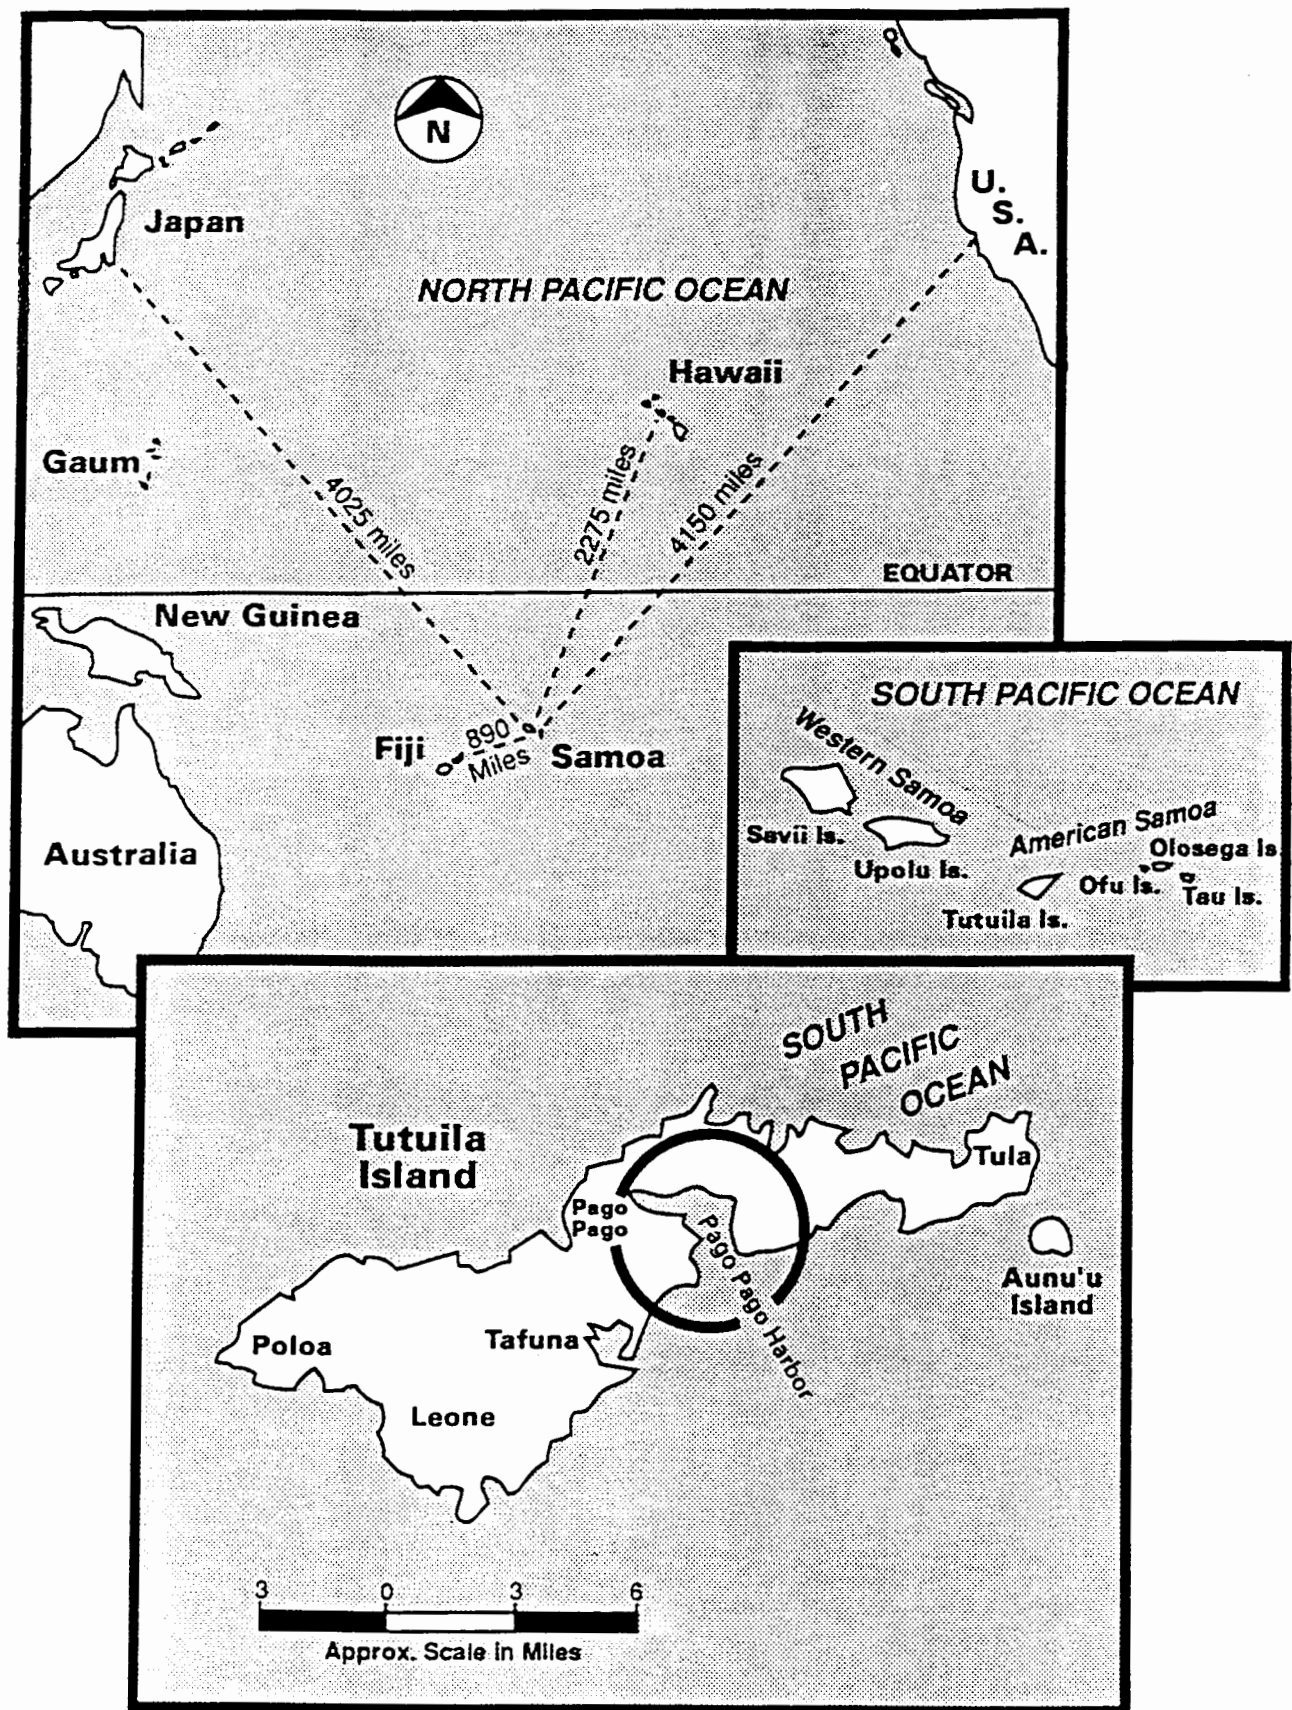 N
U.
S.
A.
Japan
NORTH PACIFIC OCEAN
Hawaii
Gaum
4025 miles
2275 miles
4150 miles
EQUATOR
New Guinea
Fiji
890
Miles
Samoa
Australia
SOUTH PACIFIC OCEAN
Western Samoa
Savii Is.
Upolu Is.
American Samoa
Olosega Is
Ofu Is.
Tau Is.
Tutuila Is.
SOUTH
PACIFIC
OCEAN
Tutuila
Island
Tula
Pago
Pago
Pago Pago Harbor
Aunu'u
Island
Poloa
Tafuna
Leone
3 0 3 6
Approx. Scale in Miles